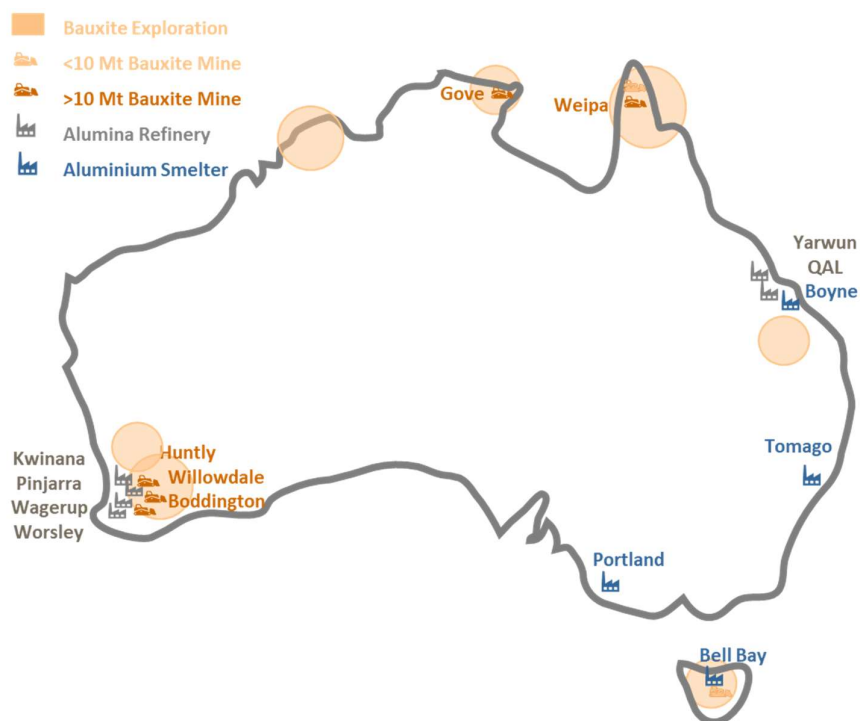 Bauxite Exploration
<10 Mt Bauxite Mine
>10 Mt Bauxite Mine
Alumina Refinery
Aluminium Smelter
Gove
Weipa
Yarwun
QAL
Boyne
Huntly
Willowdale
Boddington
Kwinana
Pinjarra
Wagerup
Worsley
Tomago
Portland
Bell Bay